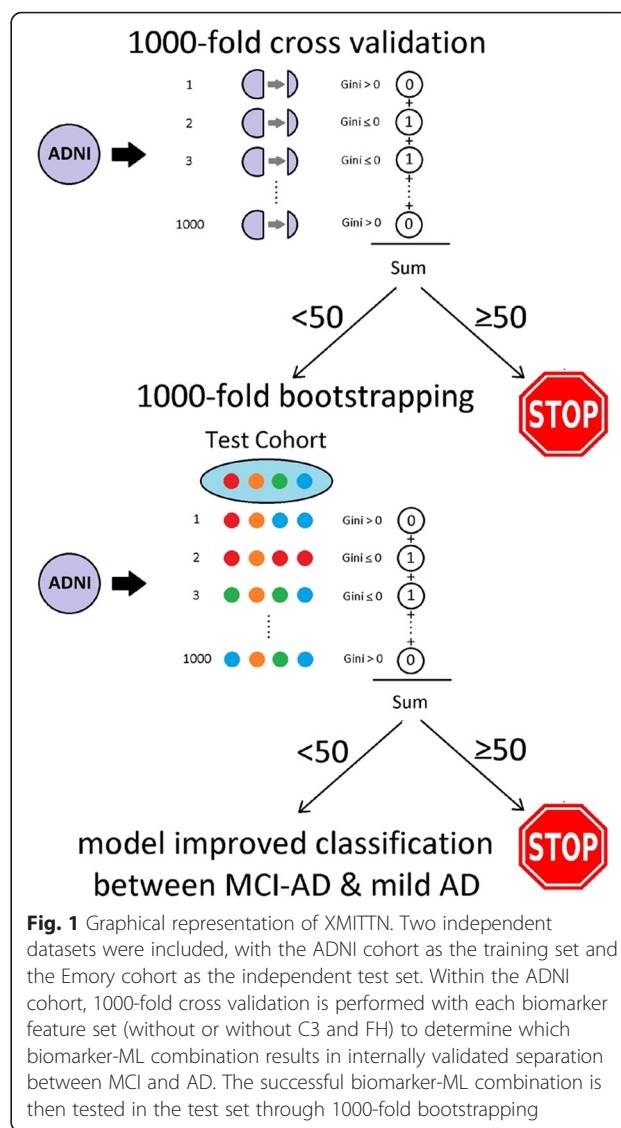 1000-fold cross validation
ADNI
1 Gini > 0 0
+
2 Gini ≤ 0 1
+
3 Gini ≤ 0 1
+
+
1000 Gini > 0 0
Sum
<50 ≥50
STOP
1000-fold bootstrapping
Test Cohort
ADNI
1 Gini > 0 0
+
2 Gini ≤ 0 1
+
3 Gini ≤ 0 1
+
+
1000 Gini > 0 0
Sum
<50 ≥50
STOP
model improved classification
between MCI-AD & mild AD
Fig. 1 Graphical representation of XMITTN. Two independent
datasets were included, with the ADNI cohort as the training set and
the Emory cohort as the independent test set. Within the ADNI
cohort, 1000-fold cross validation is performed with each biomarker
feature set (without or without C3 and FH) to determine which
biomarker-ML combination results in internally validated separation
between MCI and AD. The successful biomarker-ML combination is
then tested in the test set through 1000-fold bootstrapping